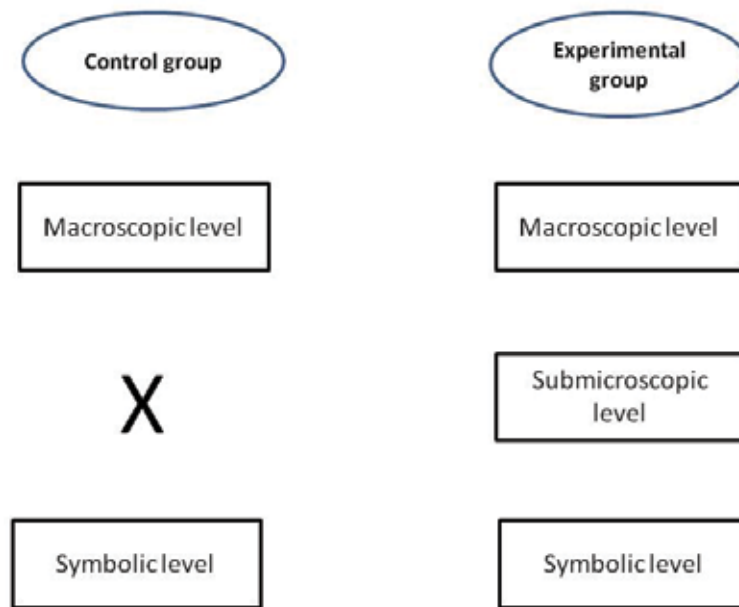 Control group
Experimental
group
Macroscopic level
Macroscopic level
X
Submicroscopic
level
Symbolic level
Symbolic level